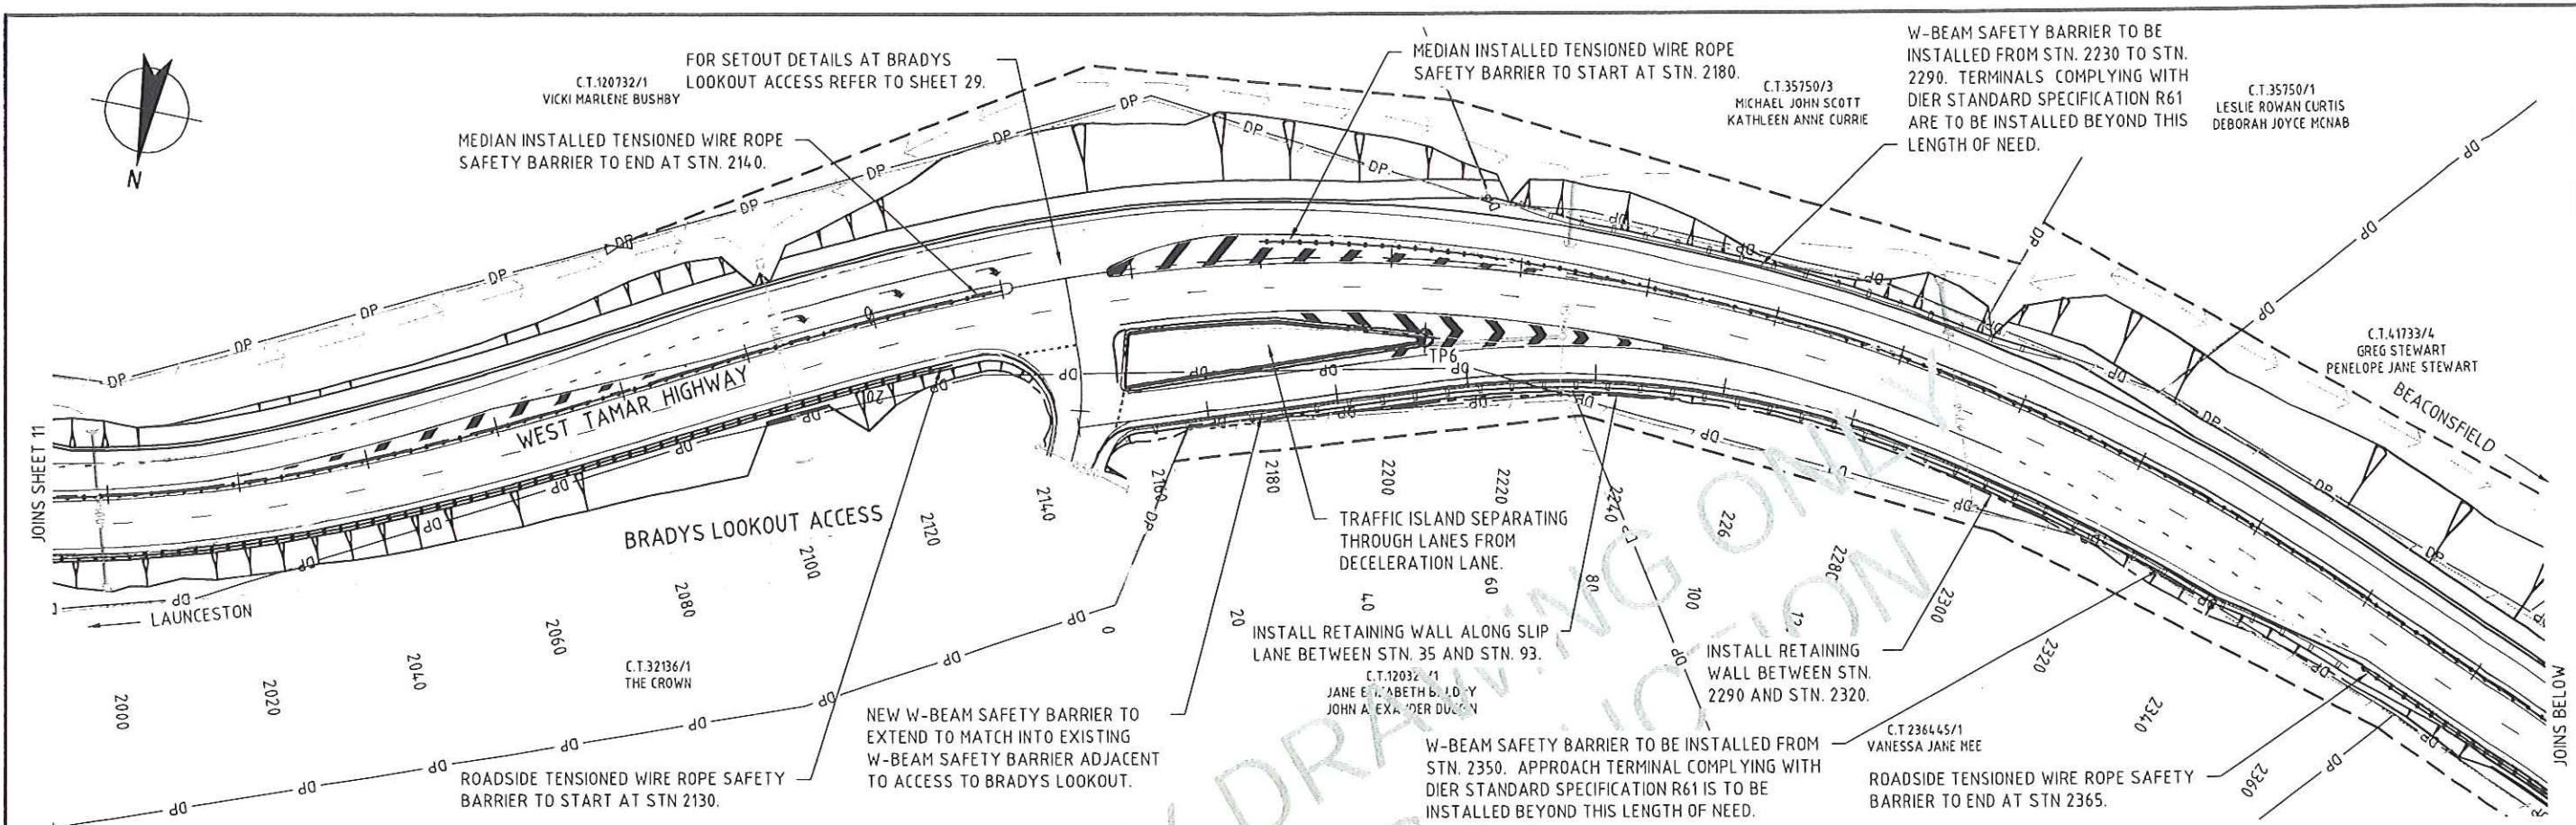 FOR SETOUT DETAILS AT BRADYS
LOOKOUT ACCESS REFER TO SHEET 29.
C.T.120732/1
VICKI MARLENE BUSHBY
MEDIAN INSTALLED TENSIONED WIRE ROPE
SAFETY BARRIER TO END AT STN. 2140.
N
MEDIAN INSTALLED TENSIONED WIRE ROPE
SAFETY BARRIER TO START AT STN. 2180.
C.T.35750/3
MICHAEL JOHN SCOTT
KATHLEEN ANNE CURRIE
W-BEAM SAFETY BARRIER TO BE
INSTALLED FROM STN. 2230 TO STN.
2290. TERMINALS COMPLYING WITH
DIER STANDARD SPECIFICATION R61
ARE TO BE INSTALLED BEYOND THIS
LENGTH OF NEED.
C.T.35750/1
LESLIE ROWAN CURTIS
DEBORAH JOYCE MCNAB
C.T.41733/4
GREG STEWART
PENELOPE JANE STEWART
BEACONSFIELD
JOINS SHEET 11
WEST TAMAR HIGHWAY
TP6
BRADYS LOOKOUT ACCESS
LAUNCESTON
2000
2020
2040
2060
2080
2100
2120
2140
2160
2180
2200
2220
2240
226
2280
2300
2320
2340
2360
0
20
40
60
80
100
TRAFFIC ISLAND SEPARATING
THROUGH LANES FROM
DECELERATION LANE.
INSTALL RETAINING WALL ALONG SLIP
LANE BETWEEN STN. 35 AND STN. 93.
JANE
JOHN
INSTALL RETAINING
WALL BETWEEN STN.
2290 AND STN. 2320.
C.T.32136/1
THE CROWN
NEW W-BEAM SAFETY BARRIER TO
EXTEND TO MATCH INTO EXISTING
W-BEAM SAFETY BARRIER ADJACENT
TO ACCESS TO BRADYS LOOKOUT.
ROADSIDE TENSIONED WIRE ROPE SAFETY
BARRIER TO START AT STN 2130.
W-BEAM SAFETY BARRIER TO BE INSTALLED FROM
STN. 2350. APPROACH TERMINAL COMPLYING WITH
DIER STANDARD SPECIFICATION R61 IS TO BE
INSTALLED BEYOND THIS LENGTH OF NEED.
C.T.236445/1
VANESSA JANE MEE
ROADSIDE TENSIONED WIRE ROPE SAFETY
BARRIER TO END AT STN 2365.
JOINS BELOW
DRAWING ONLY